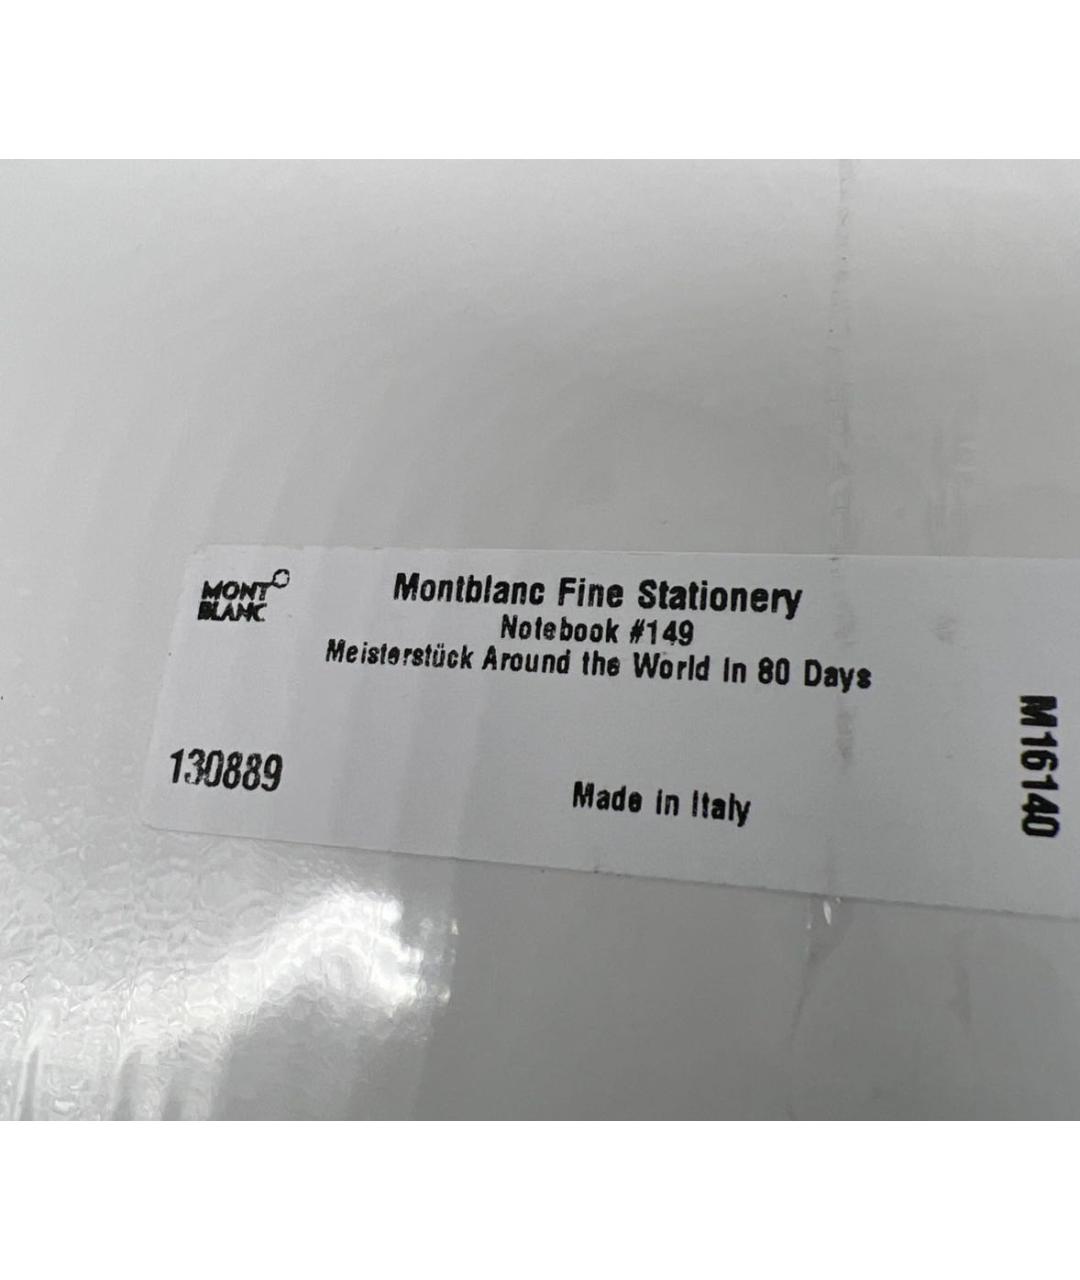 MONT
BLANC
Montblanc Fine Stationery
Notebook #149
Meisterstück Around the World in 80 Days
130889
Made in Italy
M16140